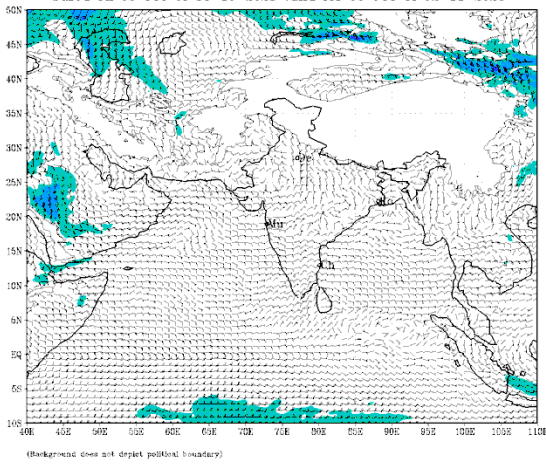 50N
45N
40N
35N
30N
25N
20N
15N
10N
5N
EQ
5S
10S
40E 45E 50E 55E 60E 65E 70E 75E 80E 85E 90E 95E 100E 105E 110E
(Background does not depict political boundary)